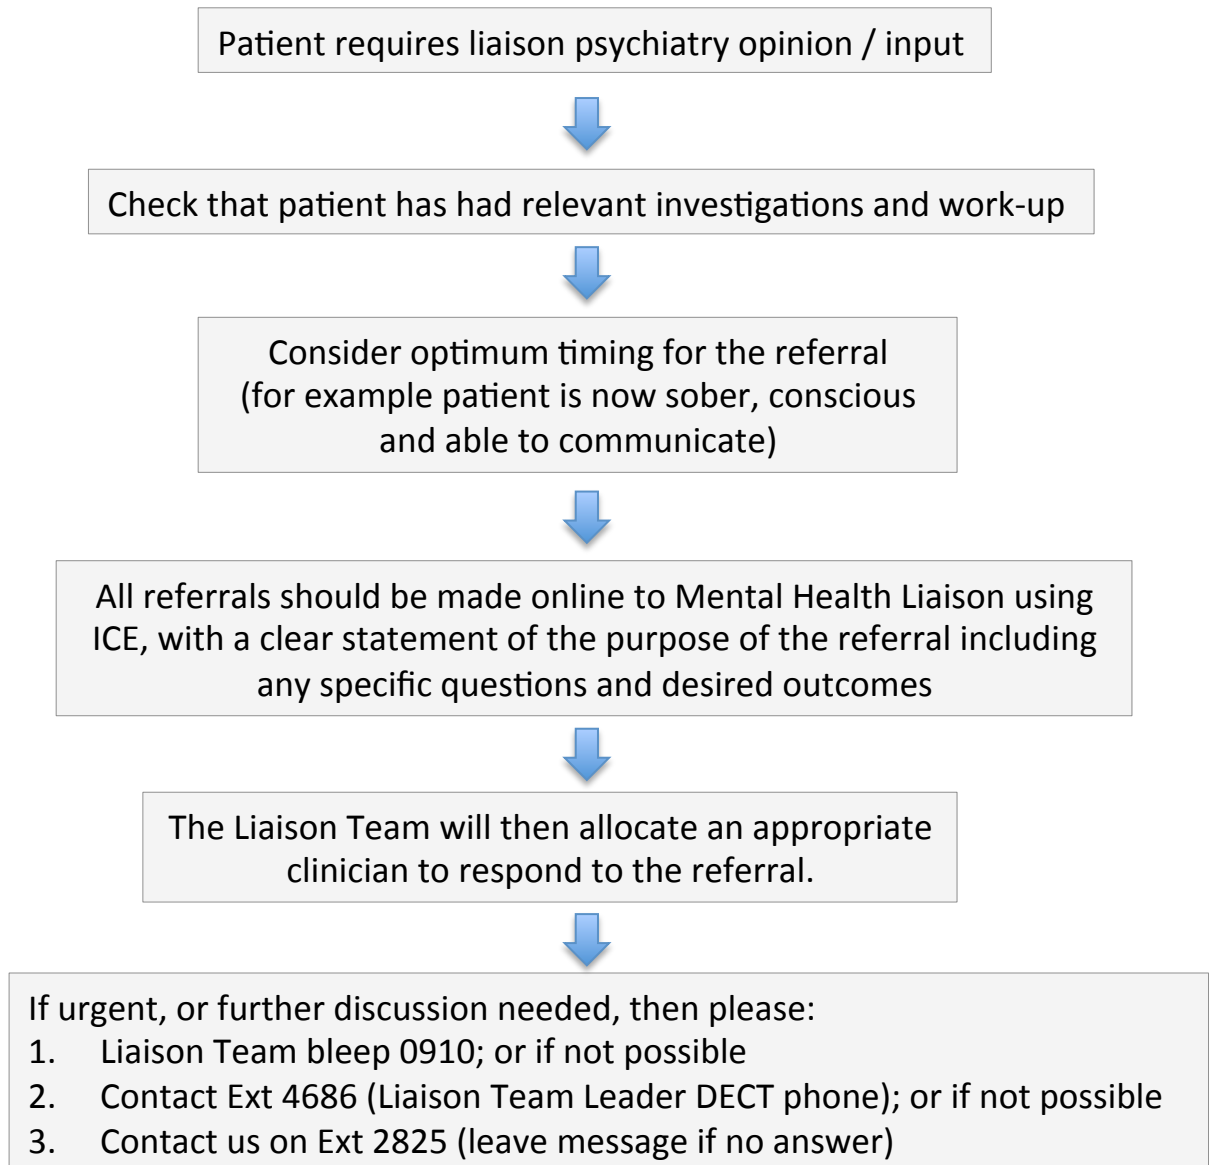 Patient requires liaison psychiatry opinion / input
Check that patient has had relevant investigations and work-up
Consider optimum timing for the referral
(for example patient is now sober, conscious
and able to communicate)
All referrals should be made online to Mental Health Liaison using
ICE, with a clear statement of the purpose of the referral including
any specific questions and desired outcomes
The Liaison Team will then allocate an appropriate
clinician to respond to the referral.
If urgent, or further discussion needed, then please:
1. Liaison Team bleep 0910; or if not possible
2. Contact Ext 4686 (Liaison Team Leader DECT phone); or if not possible
3. Contact us on Ext 2825 (leave message if no answer)